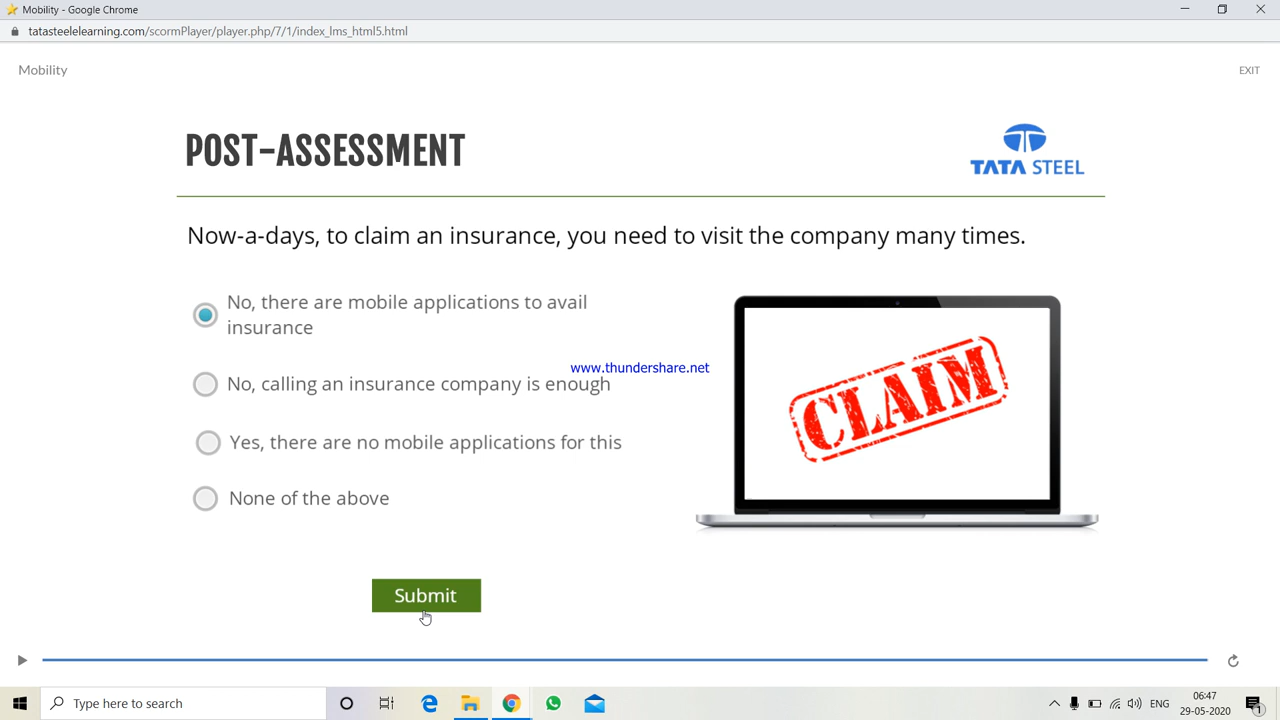 Mobility - Google Chrome
tatasteelelearning.com/scormPlayer/player.php/7/1/index_lms_html5.html
Mobility
EXIT
POST-ASSESSMENT
TATA STEEL
Now-a-days, to claim an insurance, you need to visit the company many times.
No, there are mobile applications to avail
insurance
www.thundershare.net
No, calling an insurance company is enough
Yes, there are no mobile applications for this
None of the above
CLAIM
Submit
Type here to search
ENG
06:47
29-05-2020
1